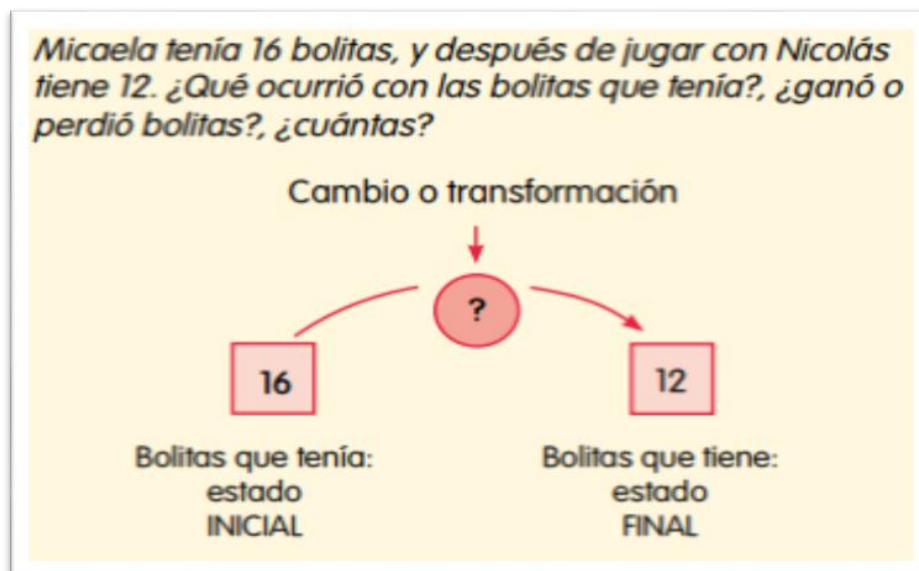 Micaela tenía 16 bolitas, y después de jugar con Nicolás
tiene 12. ¿Qué ocurrió con las bolitas que tenía?, ¿ganó o
perdió bolitas?, ¿cuántas?
Cambio o transformación
?
16
12
Bolitas que tenía:
estado
INICIAL
Bolitas que tiene:
estado
FINAL